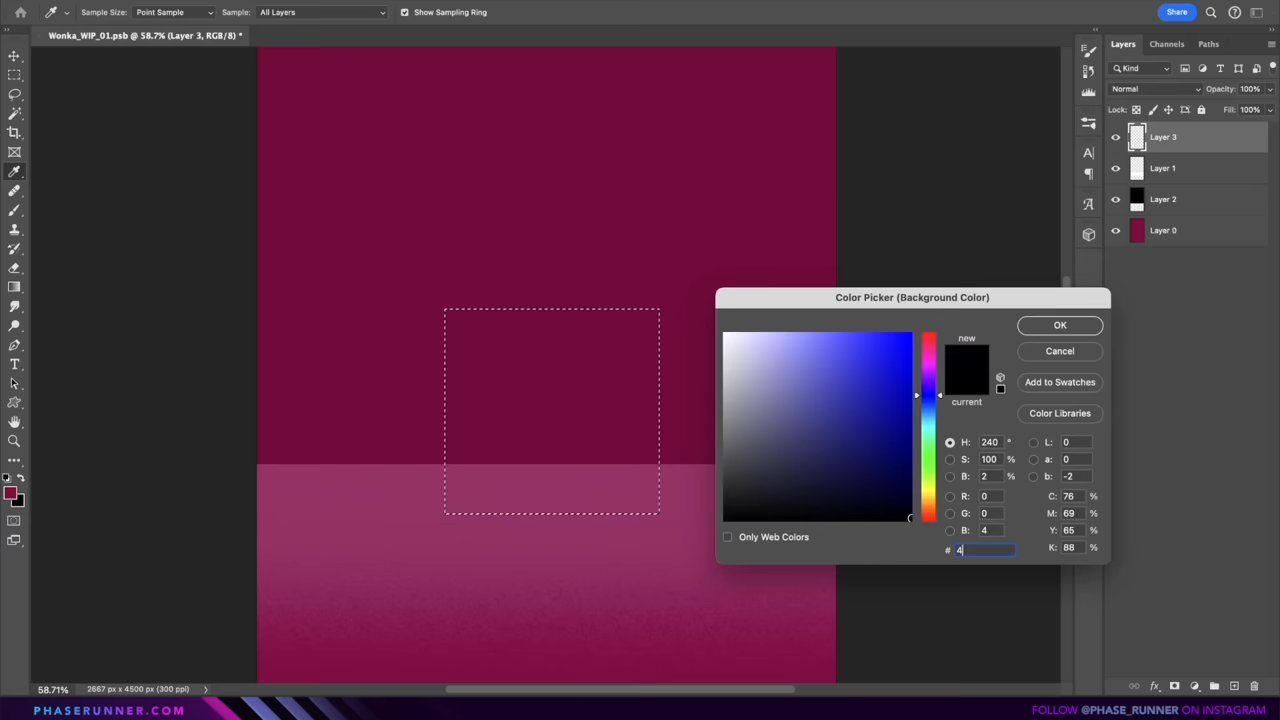 Sample Size: Point Sample Sample: All Layers Show Sampling Ring Share
Wonka_WIP_01.psb @ 58.7% (Layer 3, RGB/8) *
Layers Channels Paths
Kind
Normal Opacity: 100%
Lock: Fill: 100%
Layer 3
Layer 1
Layer 2
Layer 0
Color Picker (Background Color)
new
current
OK
Cancel
Add to Swatches
Color Libraries
H: 240 ° L: 0
S: 100 % a: 0
B: 2 % b: -2
R: 0 C: 76 %
G: 0 M: 69 %
B: 4 Y: 65 %
# 4 K: 88 %
Only Web Colors
58.71% 2667 px x 4500 px (300 ppi)
PHASERUNNER.COM
FOLLOW @PHASE_RUNNER ON INSTAGRAM